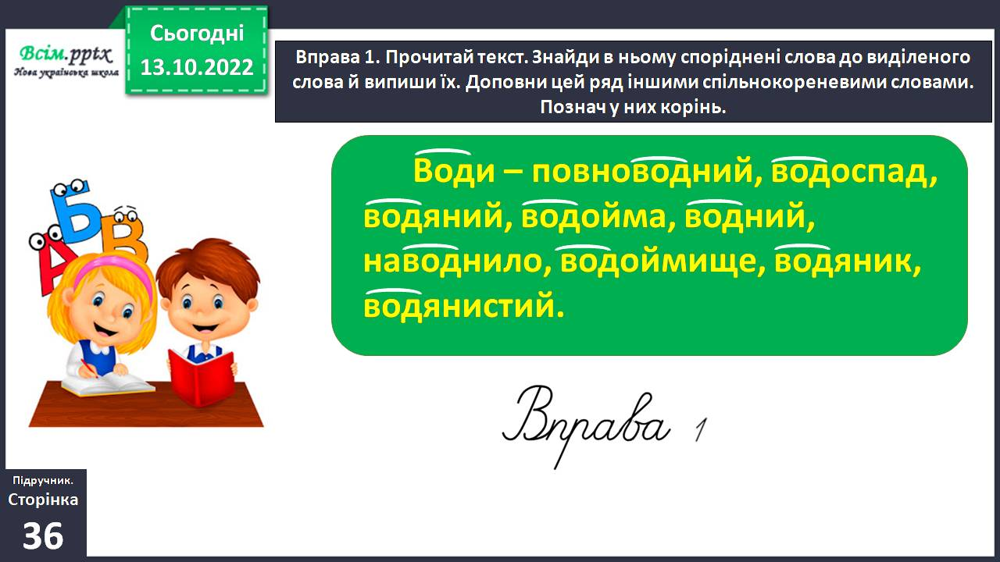 Всім.pptx
Нова українська школа
Сьогодні
13.10.2022
Вправа 1. Прочитай текст. Знайди в ньому споріднені слова до виділеного
слова й випиши їх. Доповни цей ряд іншими спільнокореневими словами.
Познач у них корінь.
Води – повноводний, водоспад,
водяний, водойма, водний,
наводнило, водоймище, водяник,
водянистий.
А Б В
Вправа 1
Підручник.
Сторінка
36